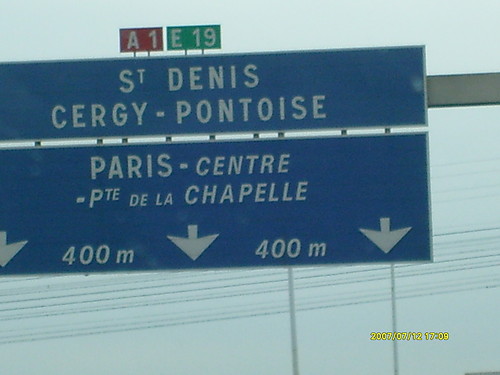 A 1 E 19
ST DENIS
CERGY-PONTOISE
PARIS-CENTRE
-PTE DE LA CHAPELLE
400 m 400 m
2007/07/12 17:09